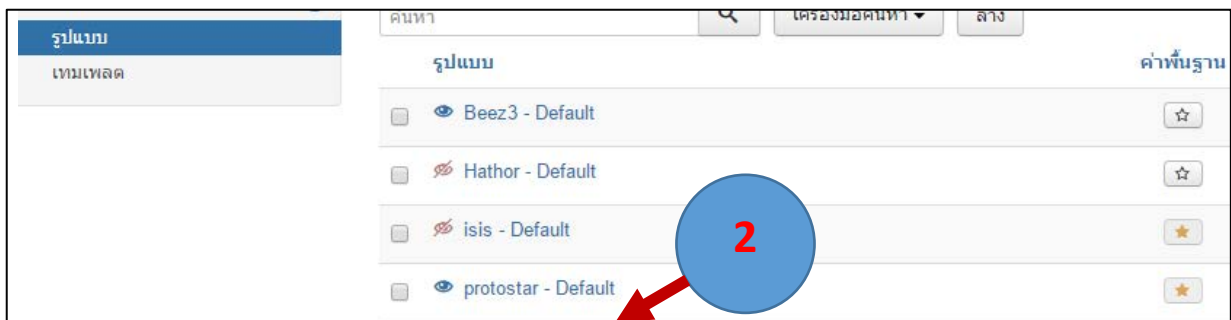 ค้นหา เครื่องมือค้นหา ล้าง
รูปแบบ
เทมเพลต
รูปแบบ ค่าพื้นฐาน
Beez3 - Default
Hathor - Default
isis - Default
2
protostar - Default